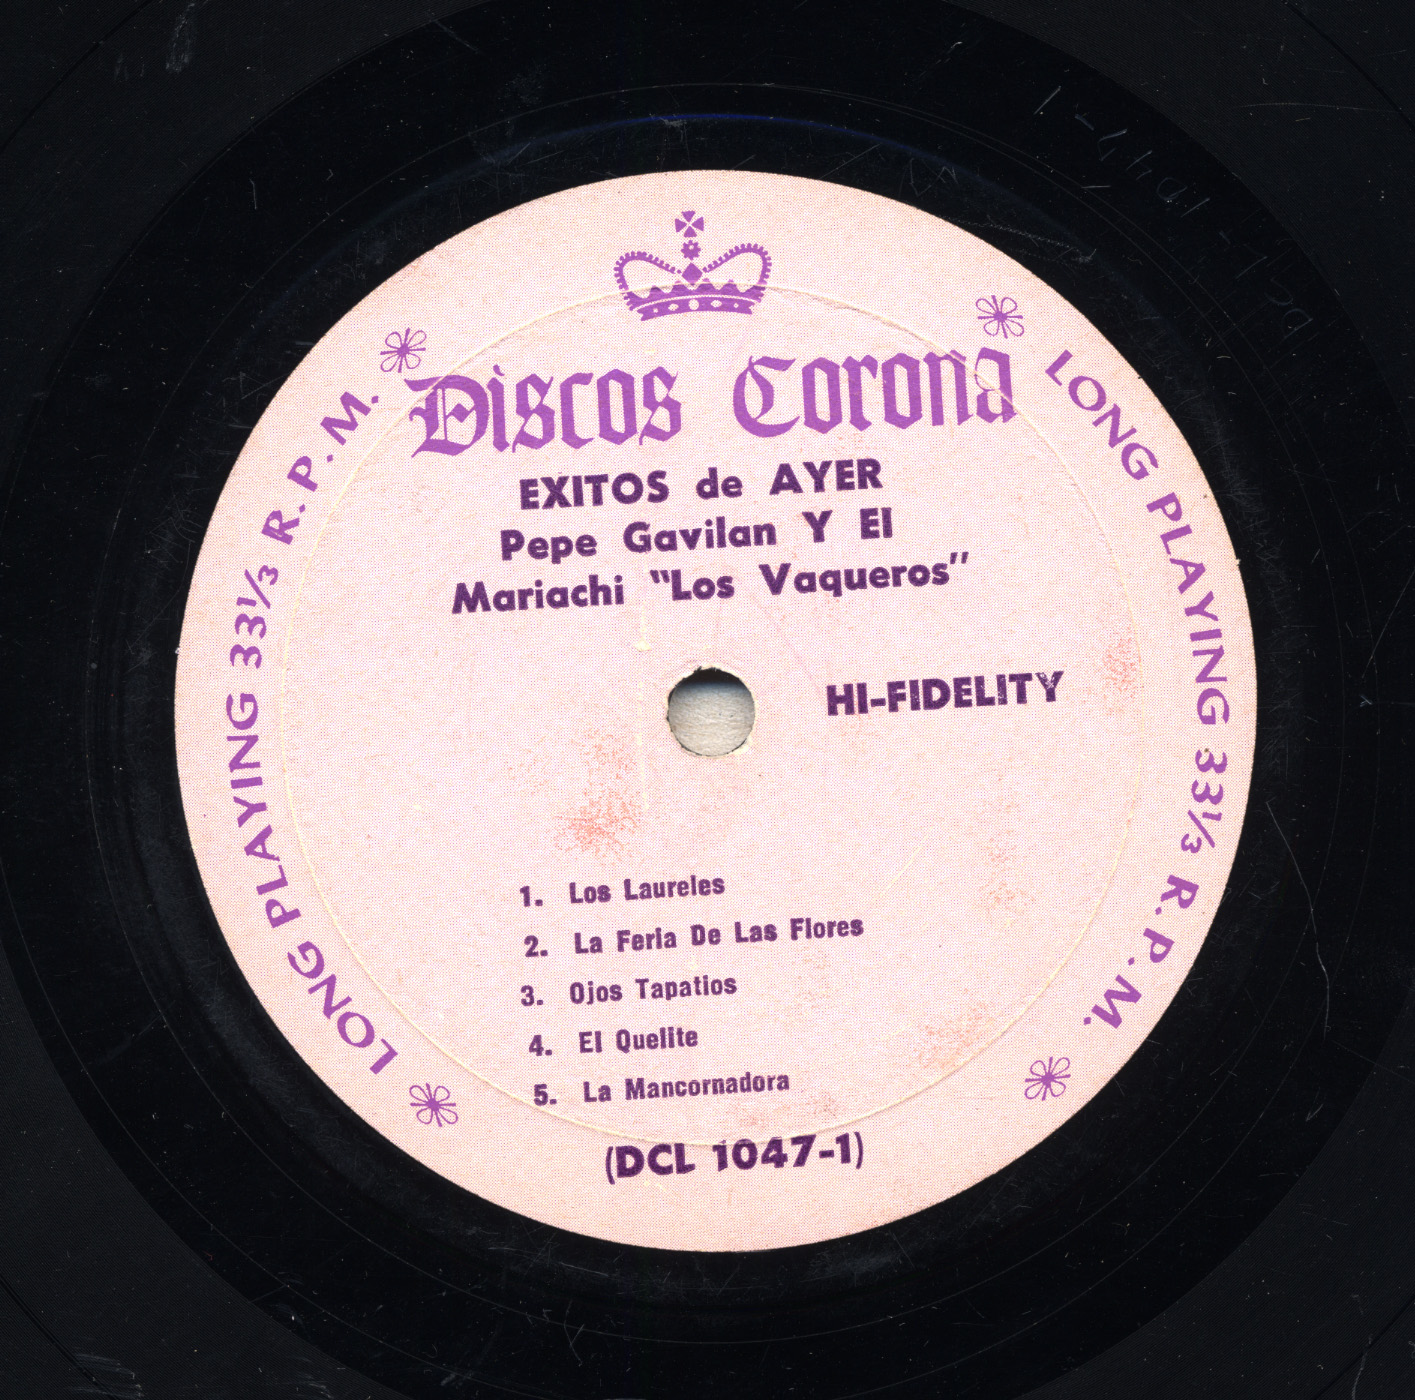 Discos Corona
EXITOS de AYER
Pepe Gavilan Y El
Mariachi "Los Vaqueros"
HI-FIDELITY
1. Los Laureles
2. La Feria De Las Flores
3. Ojos Tapatios
4. El Quelite
5. La Mancornadora
(DCL 1047-1)
LONG PLAYING 33⅓ R.P.M.
LONG PLAYING 33⅓ R.P.M.